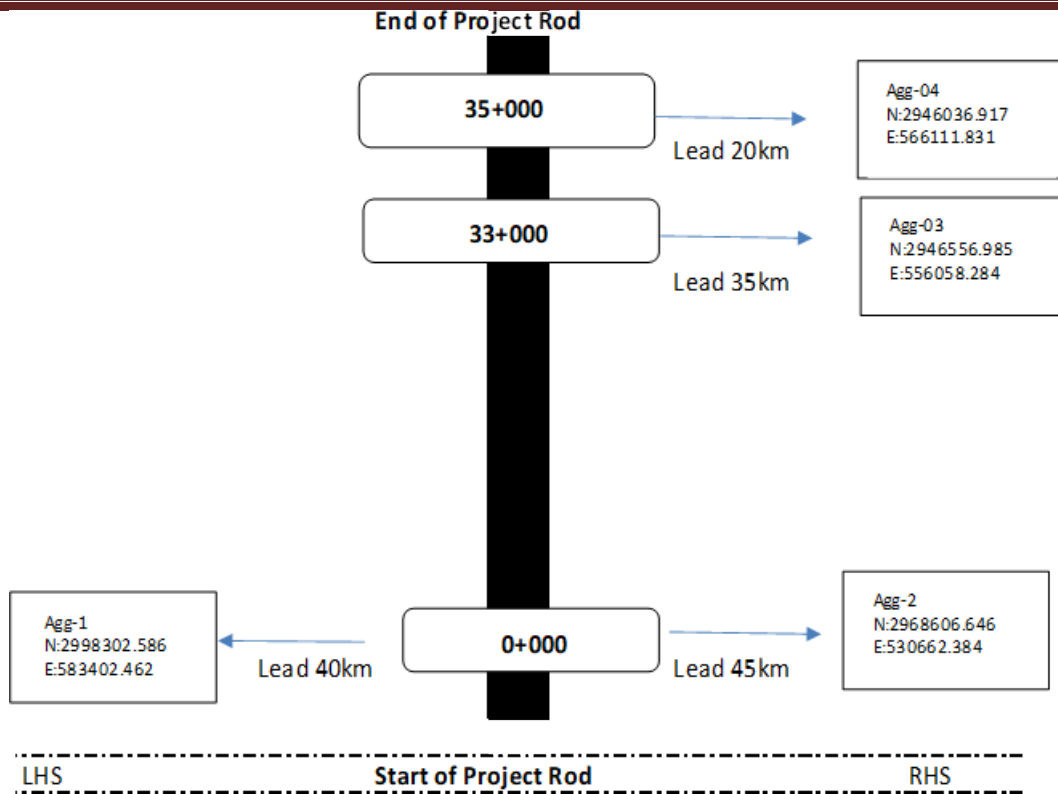 End of Project Rod
35+000
Lead 20km
Agg-04
N:2946036.917
E:566111.831
33+000
Lead 35km
Agg-03
N:2946556.985
E:556058.284
Agg-1
N:2998302.586
E:583402.462
Lead 40km
0+000
Lead 45km
Agg-2
N:2968606.646
E:530662.384
LHS
Start of Project Rod
RHS